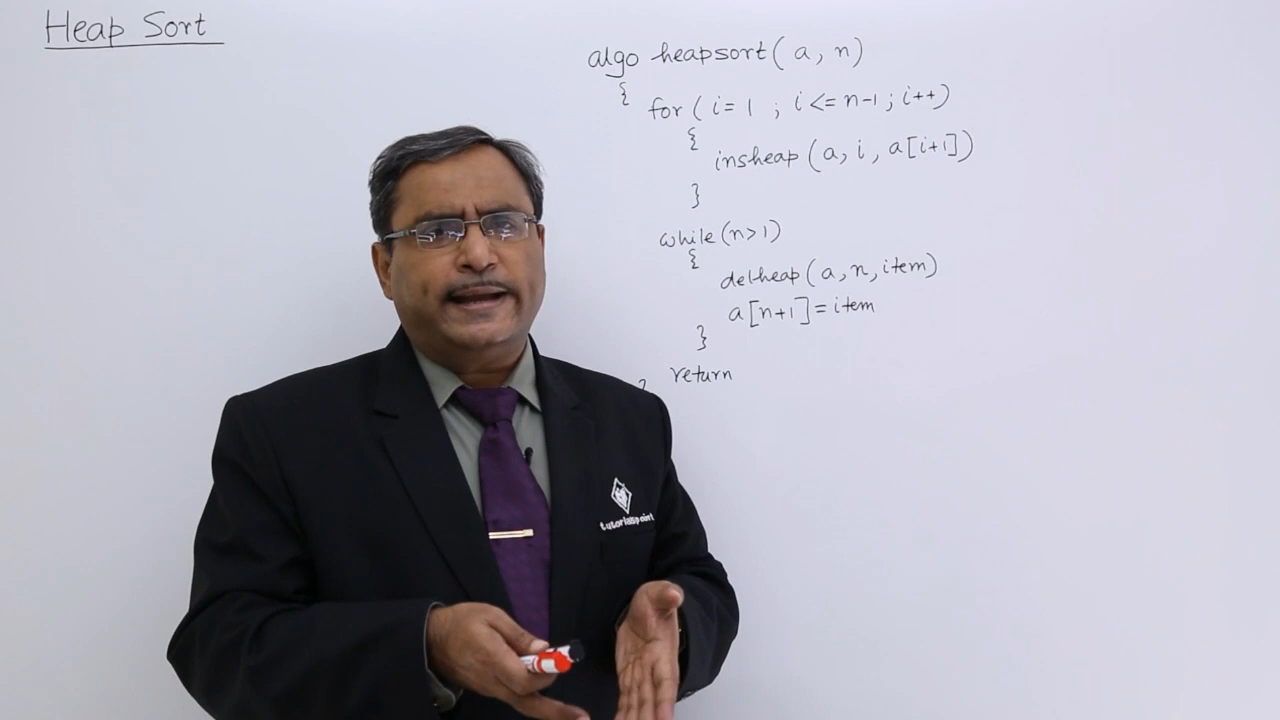 Heap Sort
algo heapsort( a, n)
{
for ( i= 1 ; i <= n-1 ; i++)
{
insheap (a, i, a[i+1])
}
while (n>1)
{
delheap (a, n, item)
a[n+1] = item
}
return
}
tutorialspoint